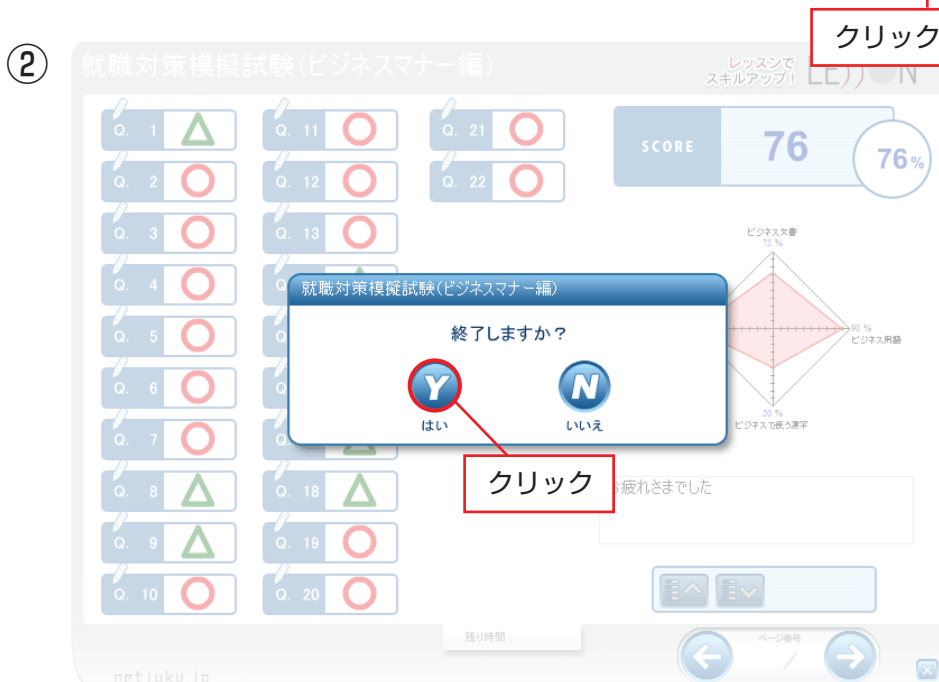 クリック
②
就職対策模擬試験(ビジネスマナー編)
レッスンで
スキルアップ!
Q. 1
Q. 2
Q. 3
Q. 4
Q. 5
Q. 6
Q. 7
Q. 8
Q. 9
Q. 10
Q. 11
Q. 12
Q. 13
Q. 18
Q. 19
Q. 20
Q. 21
Q. 22
SCORE 76 76%
ビジネス文書
90 %
ビジネス用語
50 %
ビジネスで使う漢字
就職対策模擬試験(ビジネスマナー編)
終了しますか？
Y N
はい いいえ
クリック
疲れさまでした
残り時間 :
ページ番号
/
netjuku.jp